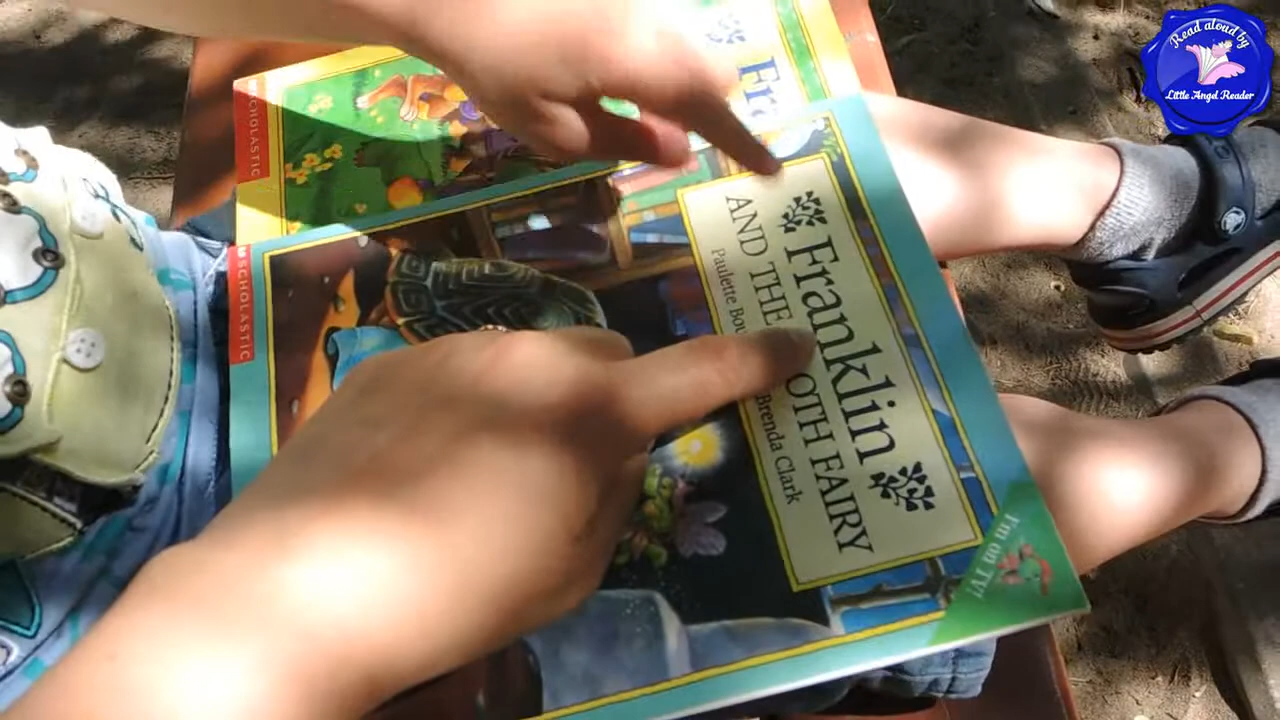 Read aloud by
Little Angel Reader
Fr
SCHOLASTIC
SCHOLASTIC
Franklin
AND THE OTH FAIRY
Paulette Bou
Brenda Clark
I'm on TV!